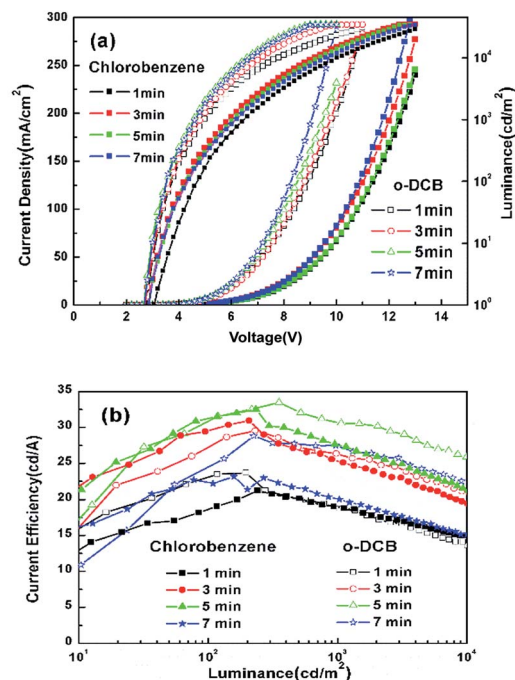 (a)
Chlorobenzene
1min
3min
5min
7min
o-DCB
1min
3min
5min
7min
Current Density(mA/cm²)
300
250
200
150
100
50
0
0 2 4 6 8 10 12 14
Voltage(V)
10⁴
10³
10²
10¹
10⁰
Luminance(cd/m²)
(b)
Current Efficiency(cd/A)
35
30
25
20
15
10
5
0
Chlorobenzene
1 min
3 min
5 min
7 min
o-DCB
1 min
3 min
5 min
7 min
10¹ 10² 10³ 10⁴
Luminance(cd/m²)